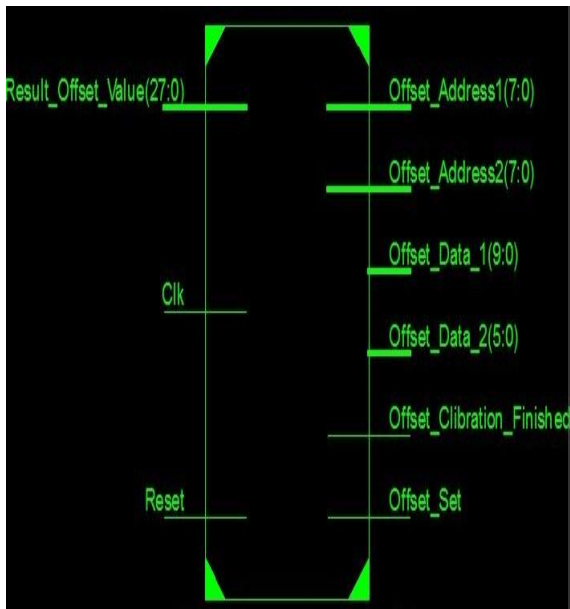 Result_Offset_Value(27:0)
Offset_Address1(7:0)
Offset_Address2(7:0)
Offset_Data_1(9:0)
Clk
Offset_Data_2(5:0)
Offset_Clibration_Finished
Reset
Offset_Set